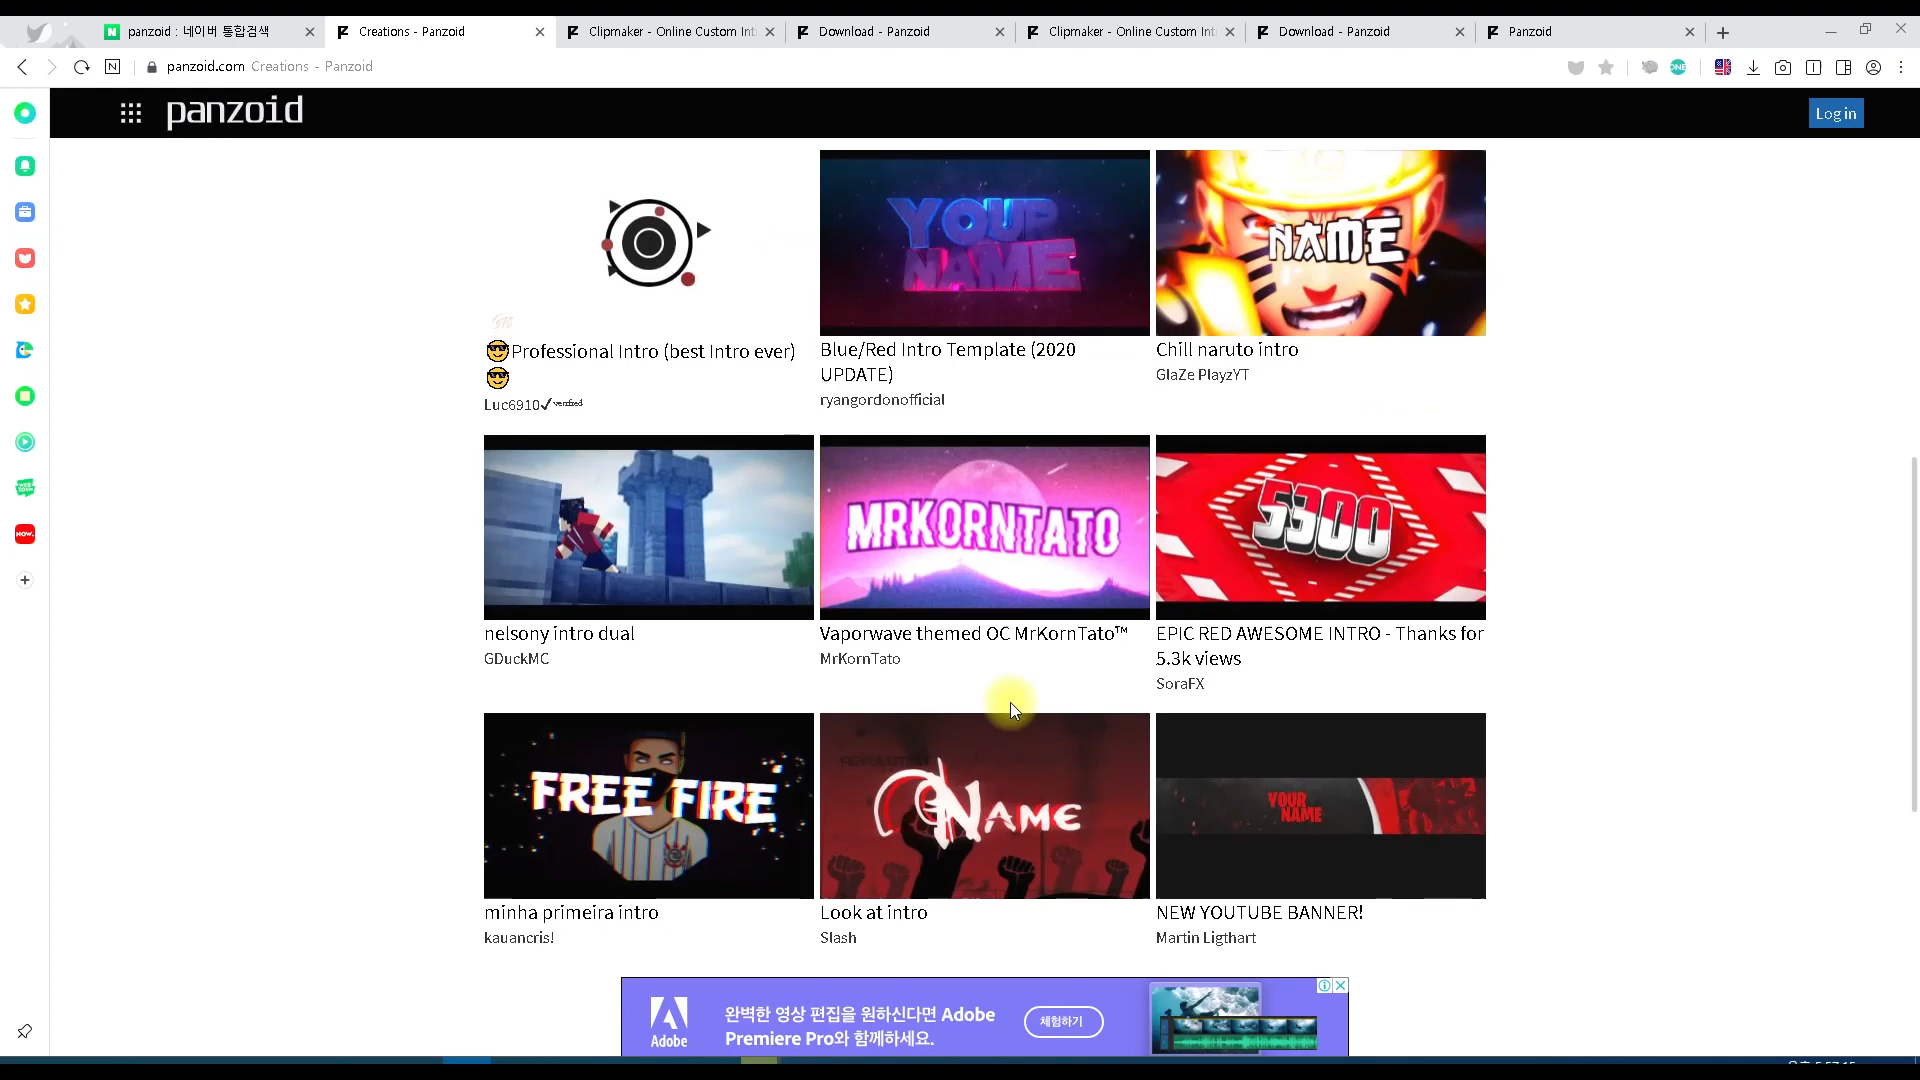 panzoid : 네이버 통합검색
Creations - Panzoid
Clipmaker - Online Custom Int
Download - Panzoid
Clipmaker - Online Custom Int
Download - Panzoid
Panzoid
panzoid.com Creations - Panzoid
panzoid
Log in
YOUR
NAME
NAME
😎Professional Intro (best Intro ever)
😎
Luc6910✓verified
Blue/Red Intro Template (2020
UPDATE)
ryangordonofficial
Chill naruto intro
GlaZe PlayzYT
MRKORNTATO
5300
nelsony intro dual
GDuckMC
Vaporwave themed OC MrKornTato™
MrKornTato
EPIC RED AWESOME INTRO - Thanks for
5.3k views
SoraFX
FREE FIRE
NAME
YOUR
NAME
minha primeira intro
kauancris!
Look at intro
Slash
NEW YOUTUBE BANNER!
Martin Ligthart
Adobe
완벽한 영상 편집을 원하신다면 Adobe
Premiere Pro와 함께하세요.
체험하기
NOW.